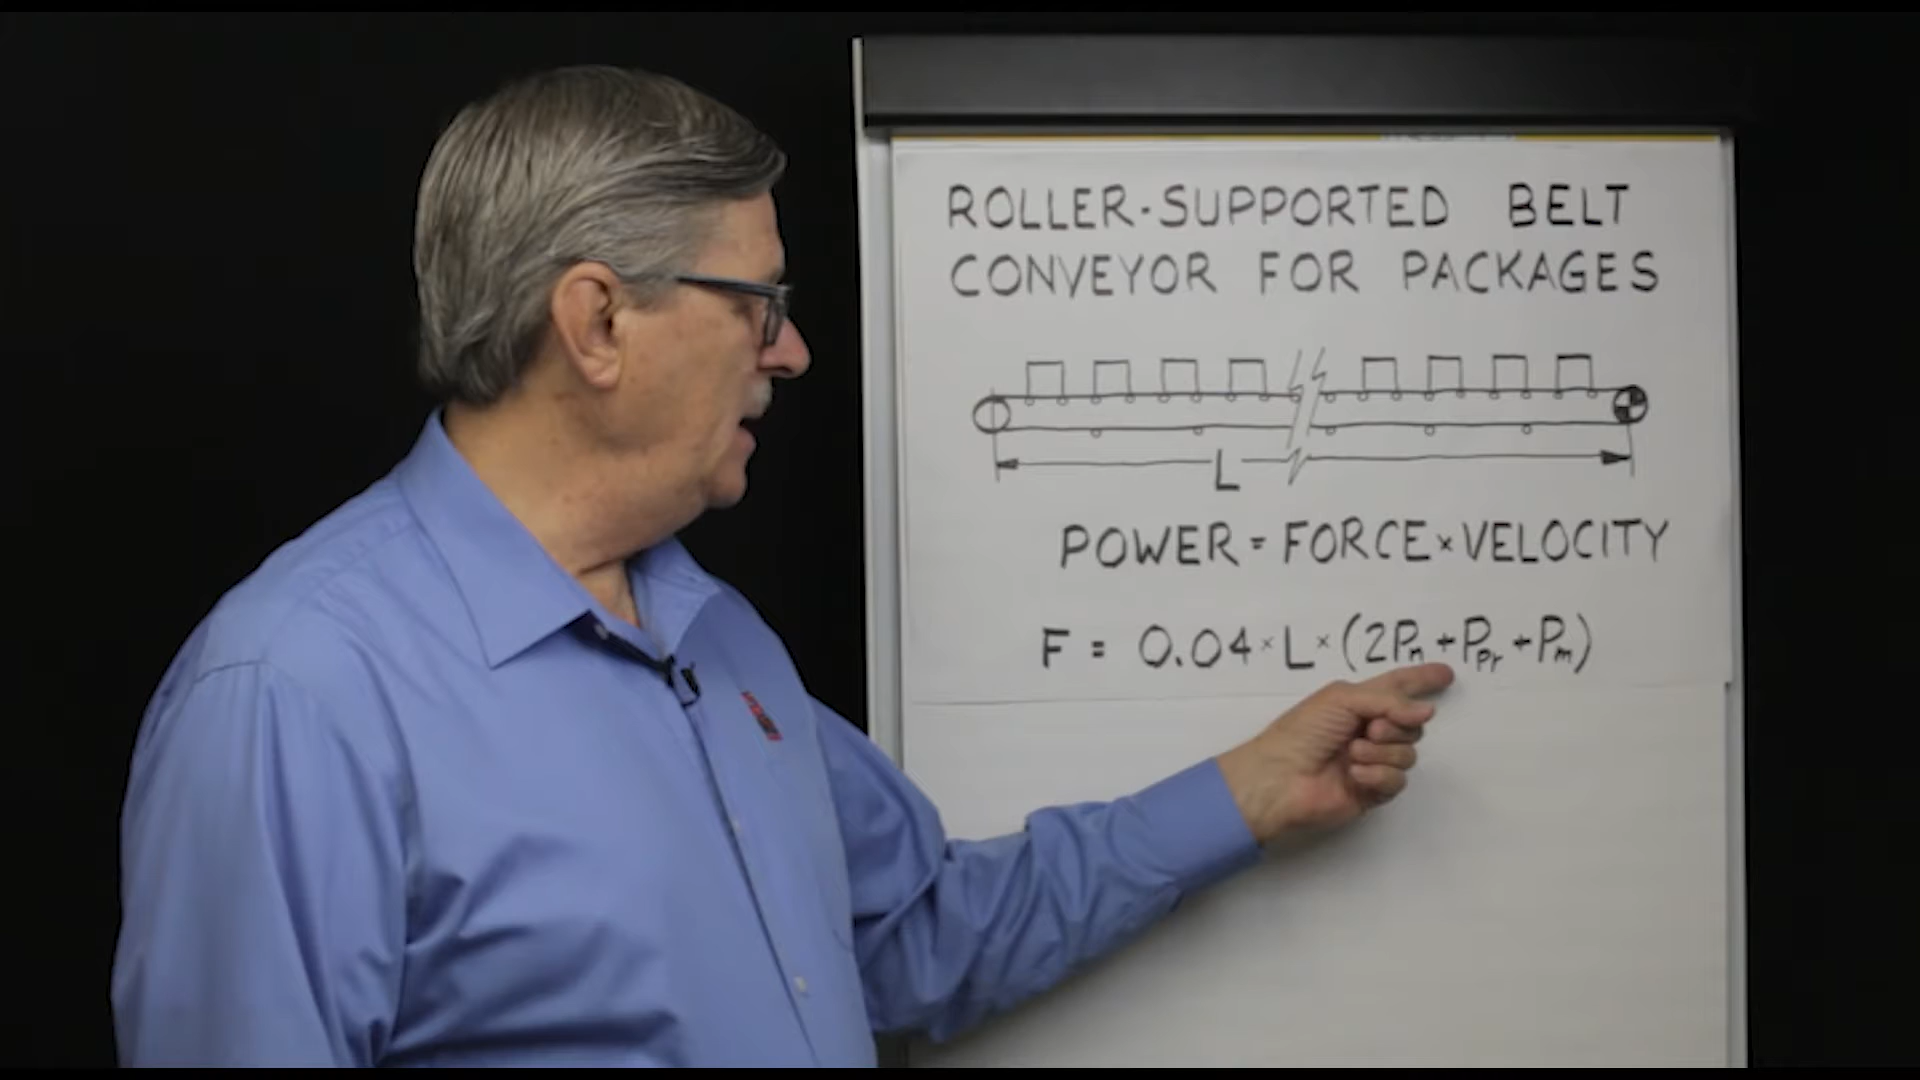 ROLLER-SUPPORTED BELT
CONVEYOR FOR PACKAGES
L
POWER = FORCE × VELOCITY
F = 0.04 × L × (2Pn + Ppr + Pm)